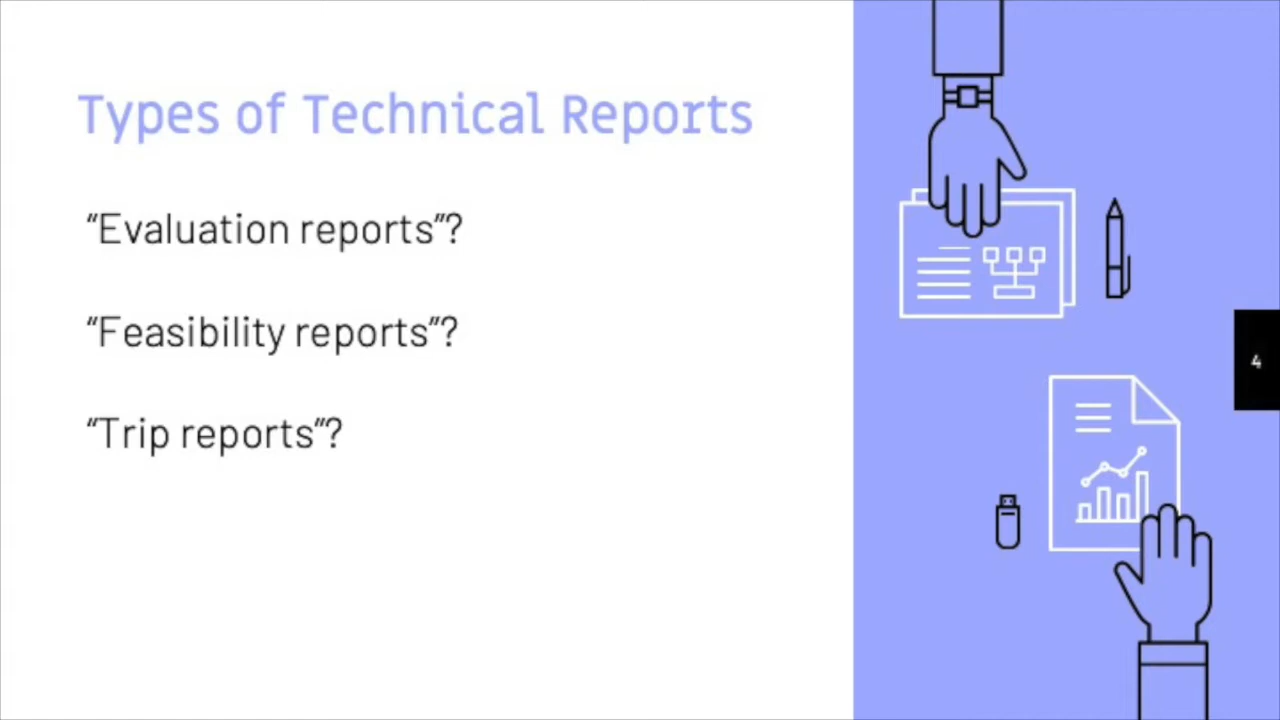 Types of Technical Reports
“Evaluation reports”?
“Feasibility reports”?
“Trip reports”?
4